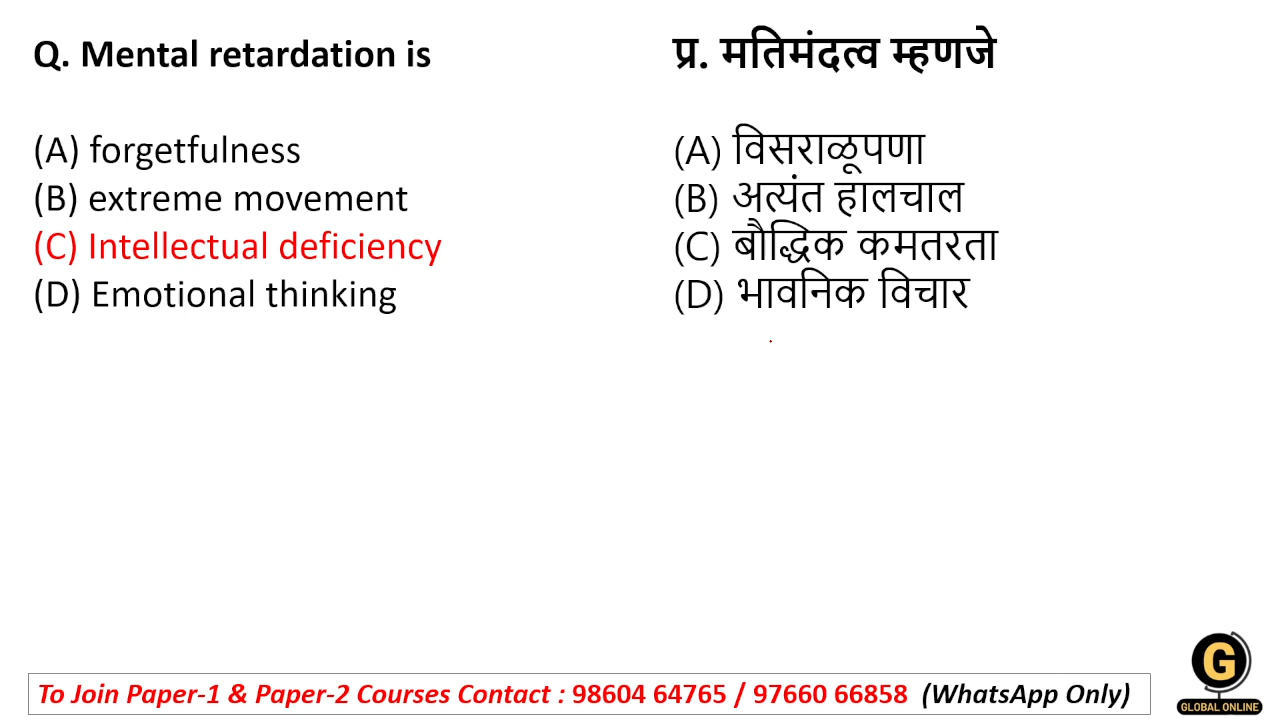 Q. Mental retardation is
(A) forgetfulness
(B) extreme movement
(C) Intellectual deficiency
(D) Emotional thinking
प्र. मतिमंदत्व म्हणजे
(A) विसराळूपणा
(B) अत्यंत हालचाल
(C) बौद्धिक कमतरता
(D) भावनिक विचार
To Join Paper-1 & Paper-2 Courses Contact : 98604 64765 / 97660 66858 (WhatsApp Only)
G
GLOBAL ONLINE